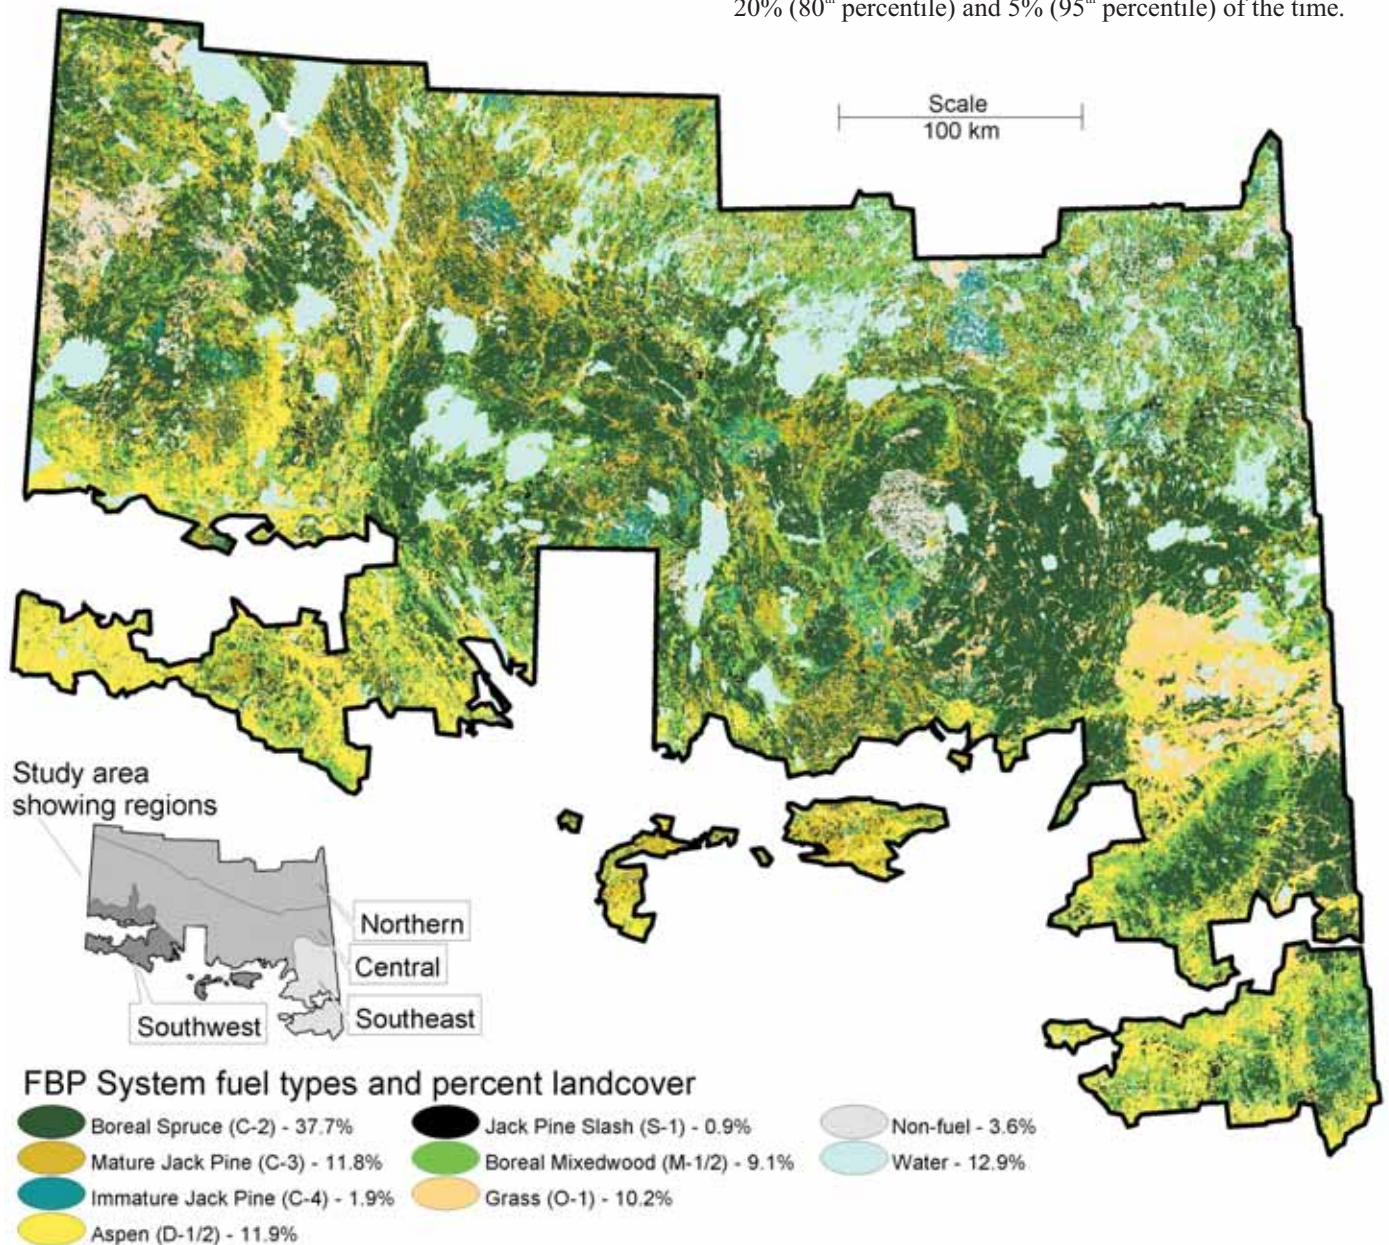 20% (80th percentile) and 5% (95th percentile) of the time.
Scale
100 km
Study area
showing regions
Northern
Central
Southwest
Southeast
FBP System fuel types and percent landcover
Boreal Spruce (C-2) - 37.7%
Mature Jack Pine (C-3) - 11.8%
Immature Jack Pine (C-4) - 1.9%
Aspen (D-1/2) - 11.9%
Jack Pine Slash (S-1) - 0.9%
Boreal Mixedwood (M-1/2) - 9.1%
Grass (O-1) - 10.2%
Non-fuel - 3.6%
Water - 12.9%